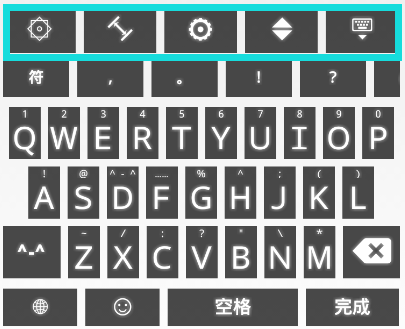 符 , 。 ! ?
1 2 3 4 5 6 7 8 9 0
Q W E R T Y U I O P
! @ ^-^ …… % ^ ; ( )
A S D F G H J K L
^-^ ~ / : ? " \ *
Z X C V B N M
空格 完成